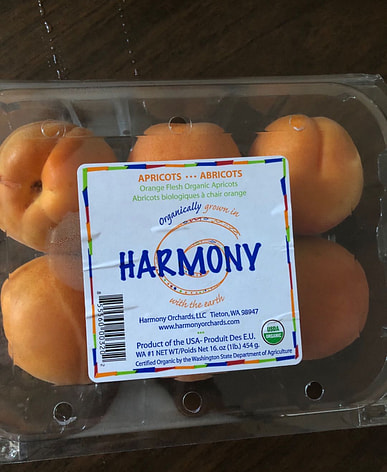 APRICOTS ••• ABRICOTS
Orange Flesh Organic Apricots
Abricots biologiques à chair orange
Organically grown in
HARMONY
with the earth
Harmony Orchards, LLC Tieton, WA 98947
www.harmonyorchards.com
•••
Product of the USA- Produit Des E.U.
WA #1 NET WT/Poids Net 16 oz (1lb.) 454 g.
Certified Organic by the Washington State Department of Agriculture
USDA
ORGANIC